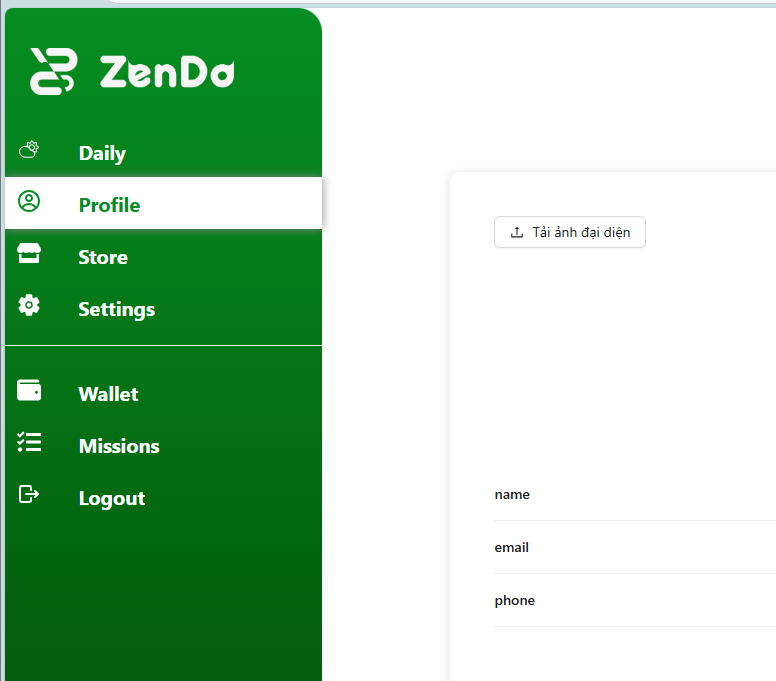 ZenDo
Daily
Profile
Store
Settings
Wallet
Missions
Logout
Tải ảnh đại diện
name
email
phone